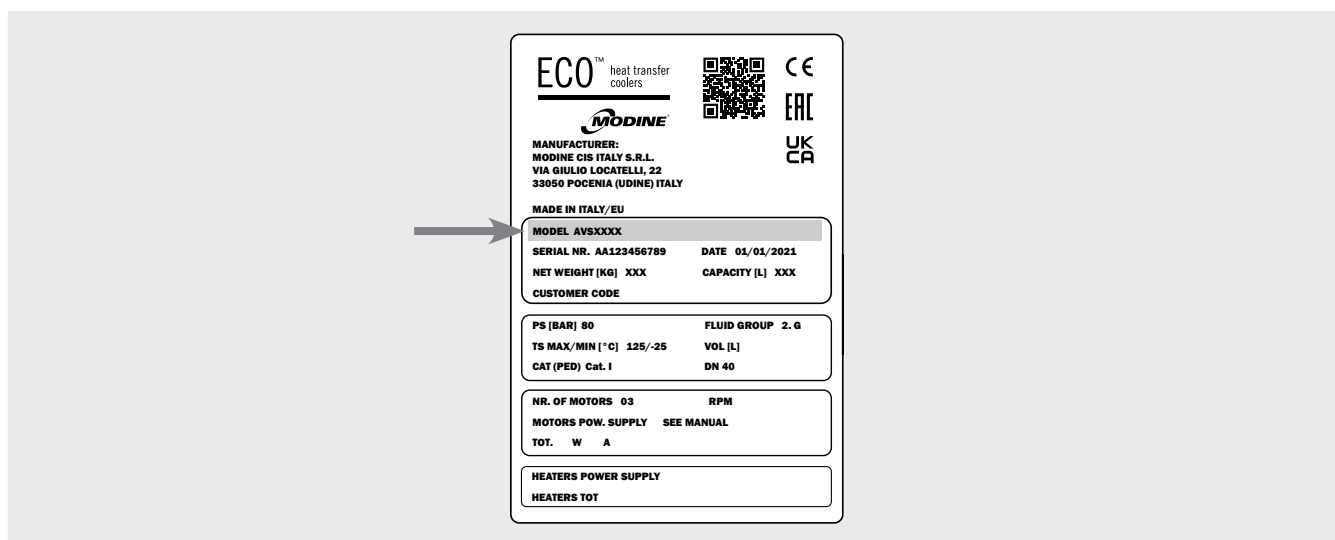 ECO™ heat transfer
coolers
MODINE
CE
EAC
UK
CA
MANUFACTURER:
MODINE CIS ITALY S.R.L.
VIA GIULIO LOCATELLI, 22
33050 POCENIA (UDINE) ITALY
MADE IN ITALY/EU
MODEL AVSXXXX
SERIAL NR. AA123456789 DATE 01/01/2021
NET WEIGHT [KG] XXX CAPACITY [L] XXX
CUSTOMER CODE
PS [BAR] 80 FLUID GROUP 2. G
TS MAX/MIN [°C] 125/-25 VOL [L]
CAT (PED) Cat. I DN 40
NR. OF MOTORS 03 RPM
MOTORS POW. SUPPLY SEE MANUAL
TOT. W A
HEATERS POWER SUPPLY
HEATERS TOT